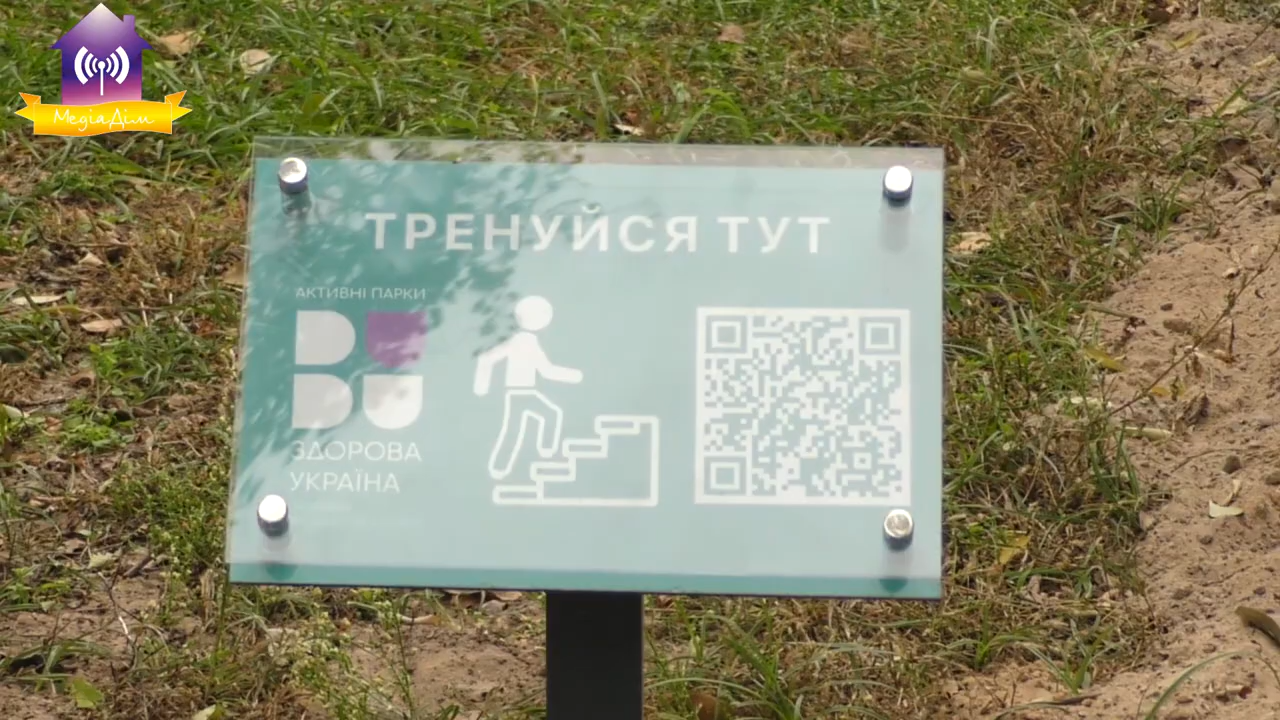 МедіаДім
ТРЕНУЙСЯ ТУТ
АКТИВНІ ПАРКИ
ЗДОРОВА
УКРАЇНА